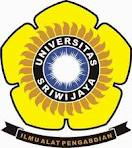 UNIVERSITAS
SRIWIJAYA
ILMU ALAT PENGABDIAN